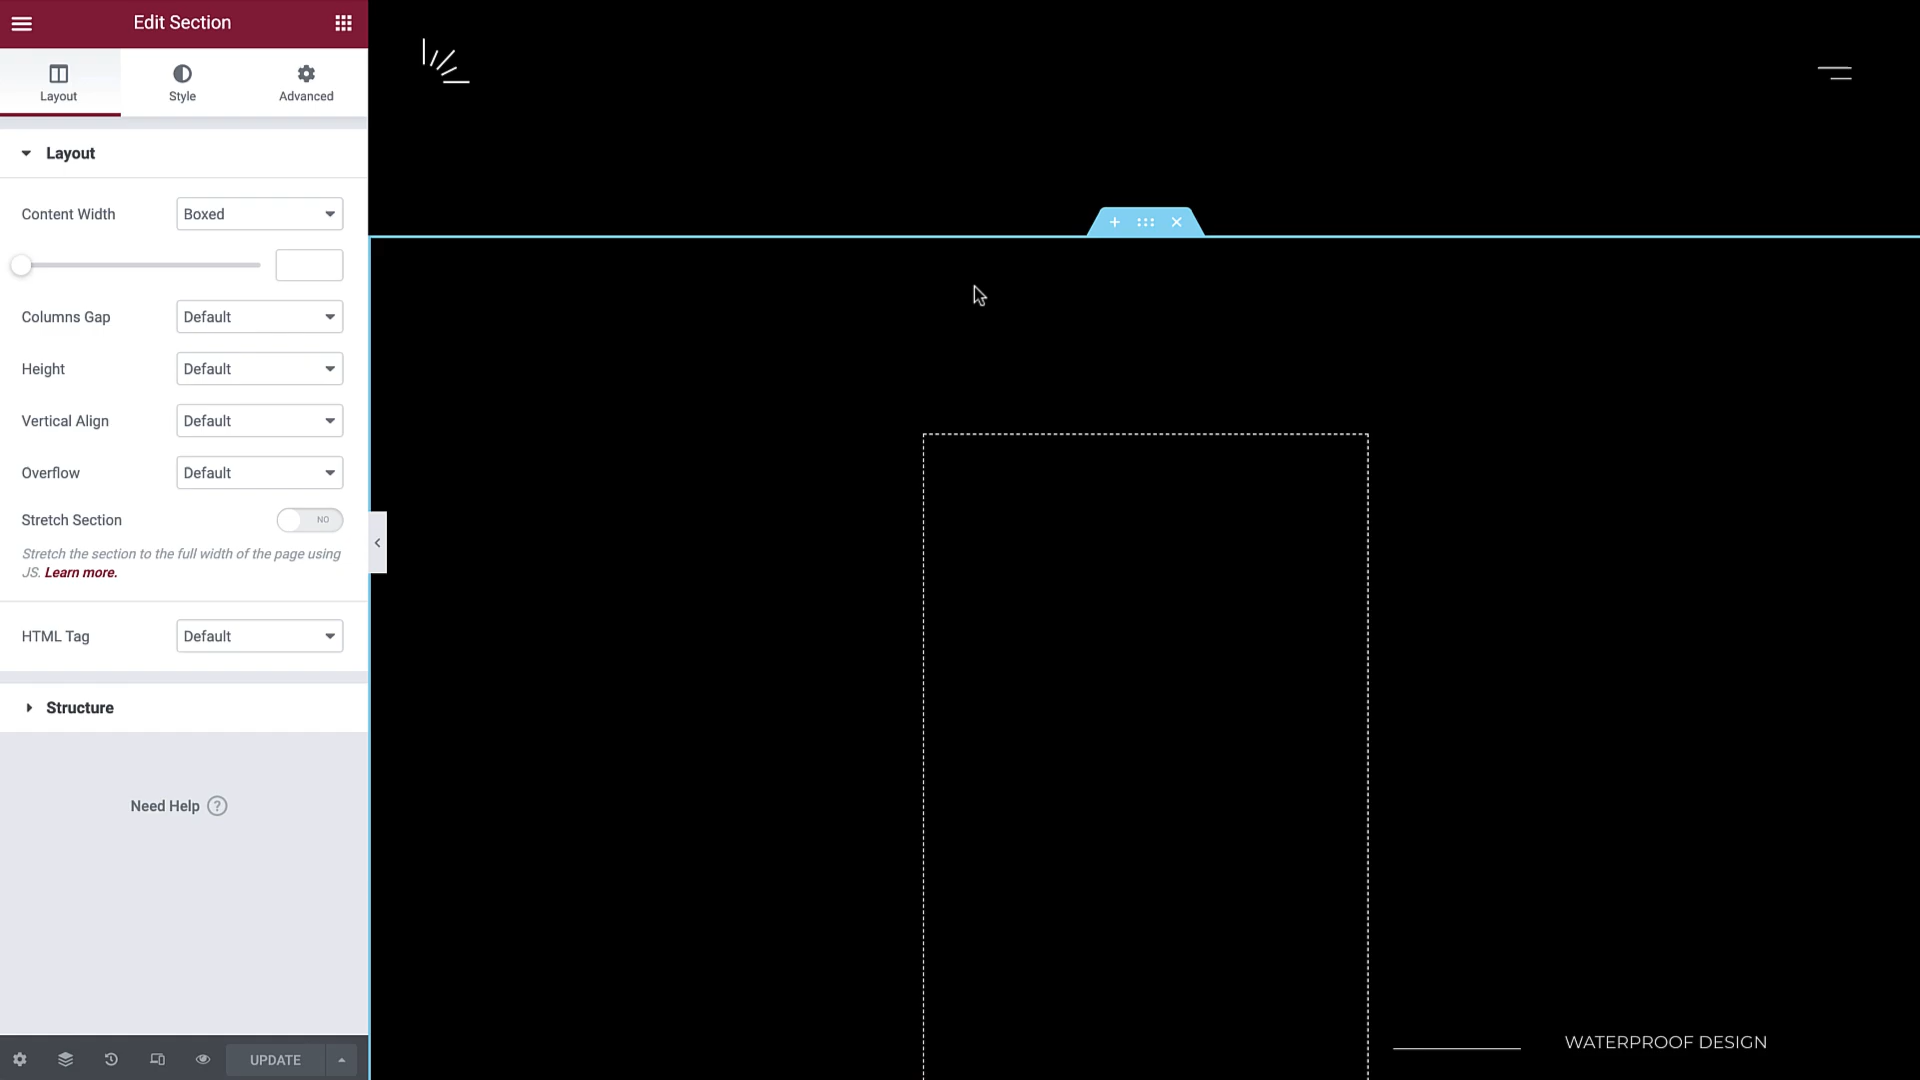 Edit Section
Layout
Style
Advanced
Layout
Content Width
Boxed
Columns Gap
Default
Height
Default
Vertical Align
Default
Overflow
Default
Stretch Section
NO
Stretch the section to the full width of the page using
JS. Learn more.
HTML Tag
Default
Structure
Need Help ?
UPDATE
WATERPROOF DESIGN